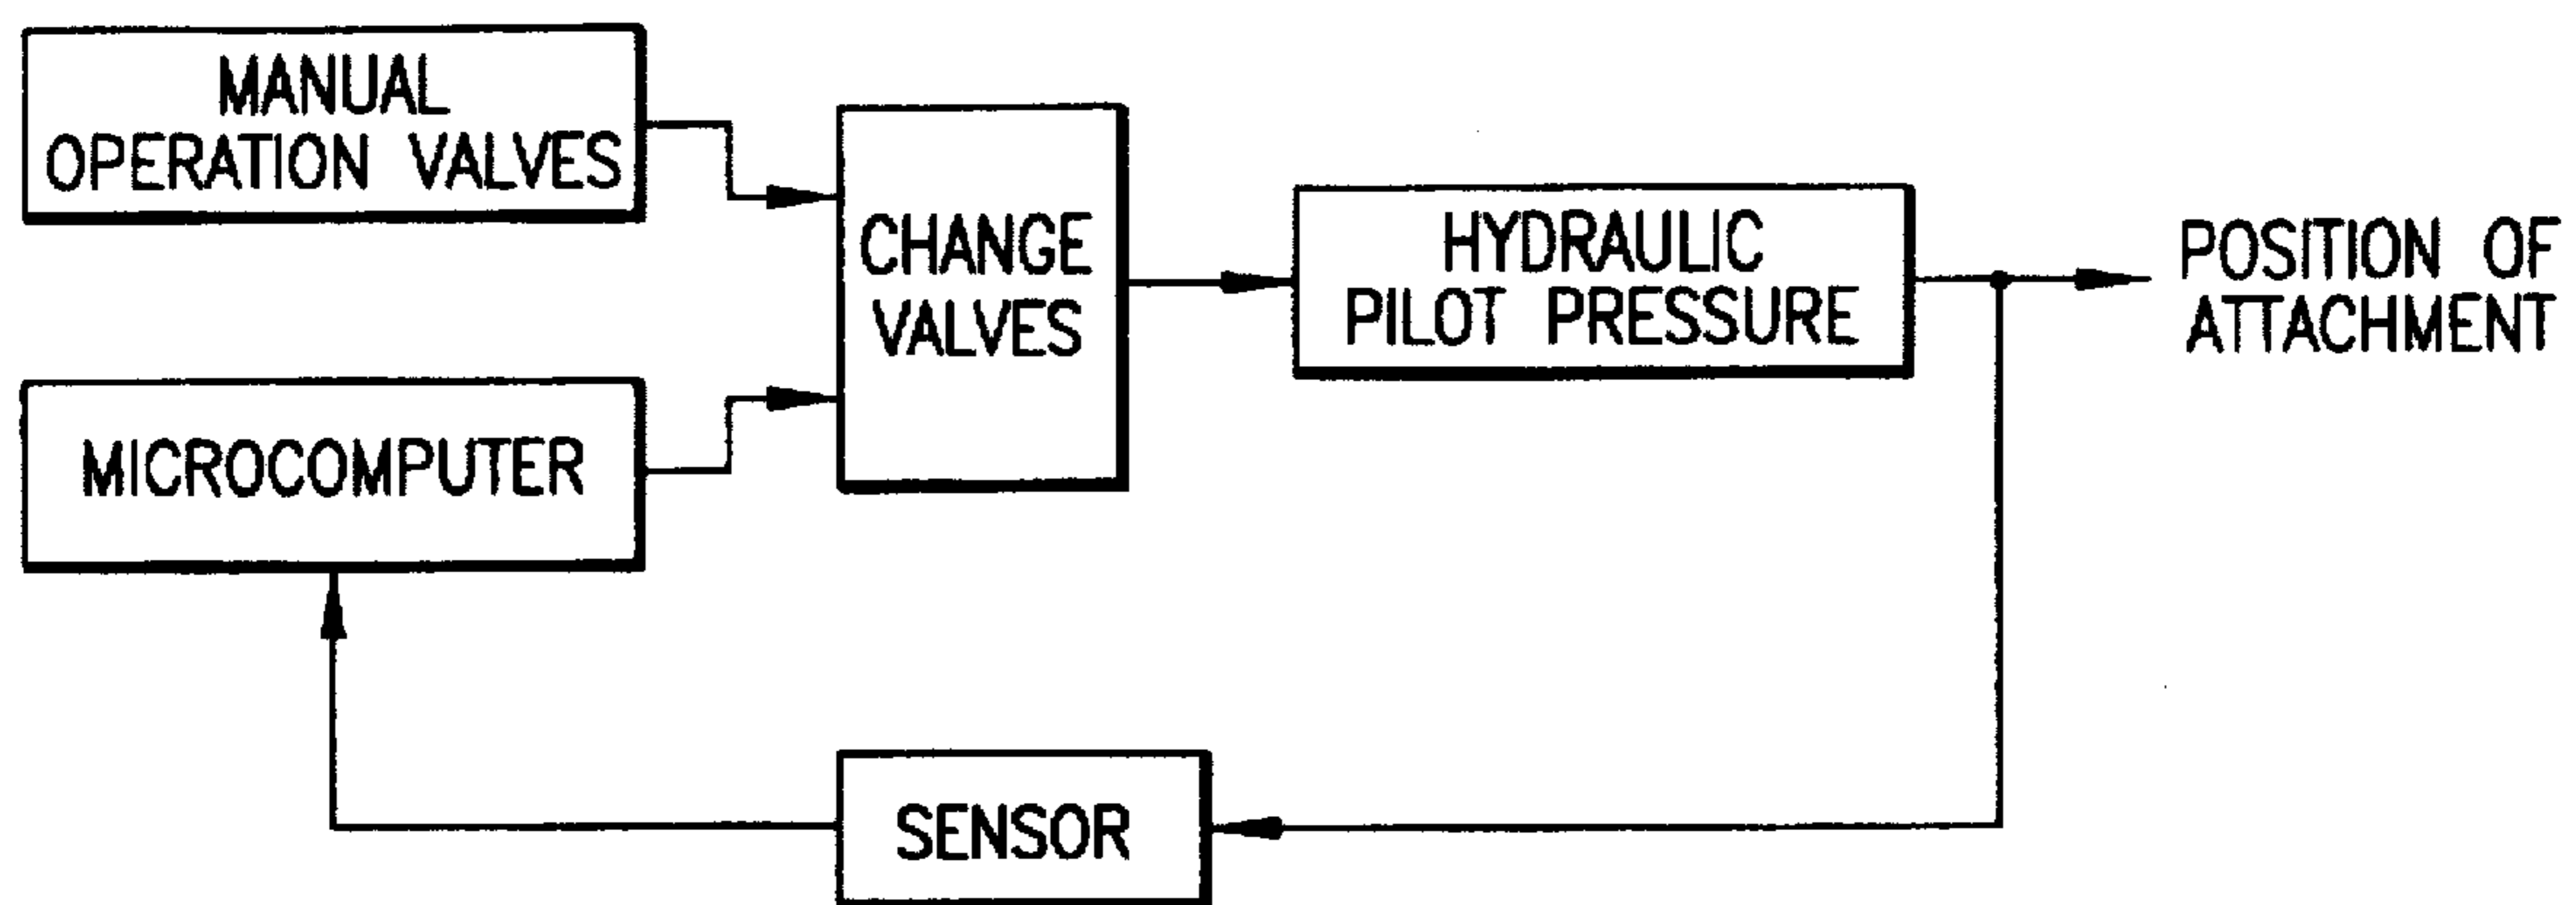 MANUAL
OPERATION VALVES
CHANGE
VALVES
HYDRAULIC
PILOT PRESSURE
POSITION OF
ATTACHMENT
MICROCOMPUTER
SENSOR